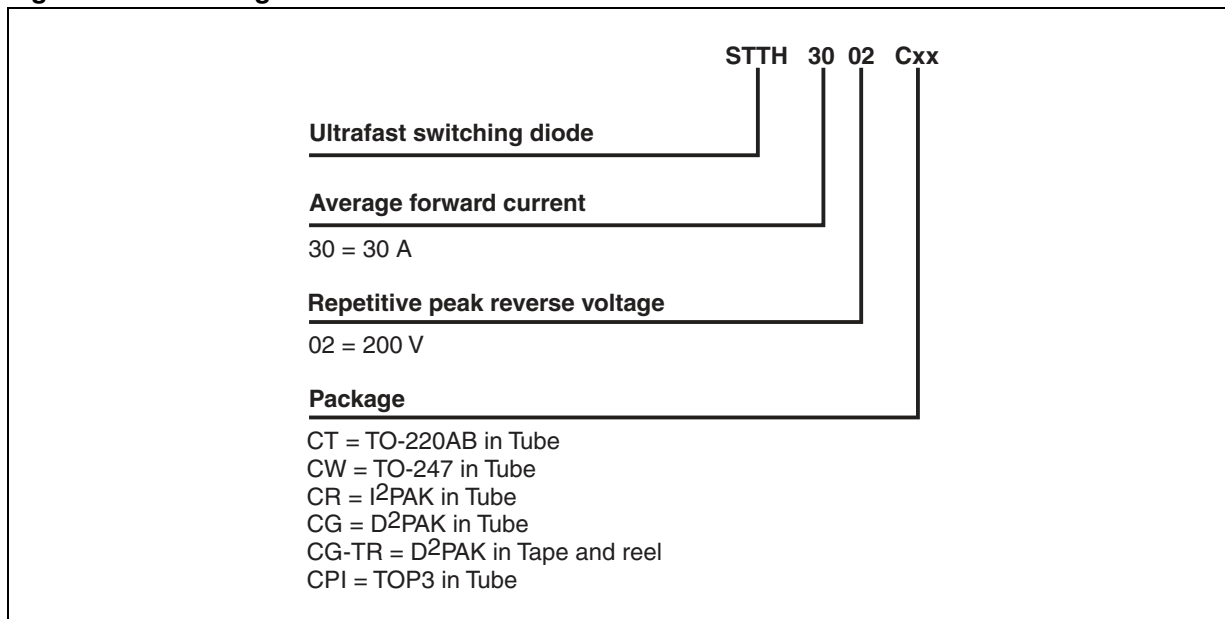 STTH 30 02 Cxx
Ultrafast switching diode
Average forward current
30 = 30 A
Repetitive peak reverse voltage
02 = 200 V
Package
CT = TO-220AB in Tube
CW = TO-247 in Tube
CR = I²PAK in Tube
CG = D²PAK in Tube
CG-TR = D²PAK in Tape and reel
CPI = TOP3 in Tube